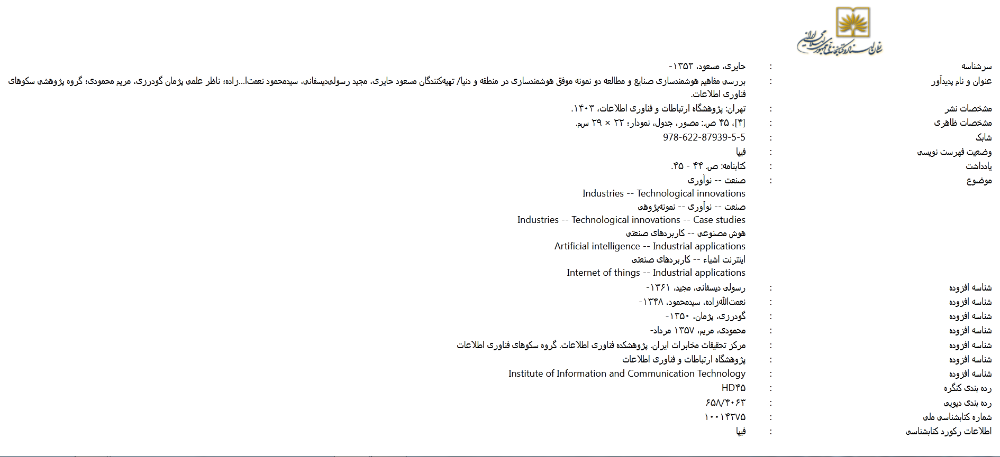 سازمان اسناد و کتابخانه ملی جمهوری اسلامی ایران
سرشناسه : حایری، مسعود، ۱۳۵۲-
عنوان و نام پدیدآور : بررسی مفاهیم هوشمندسازی صنایع و مطالعه دو نمونه موفق هوشمندسازی در منطقه و دنیا/ تهیه‌کنندگان مسعود حایری، مجید رسولی‌دیسفانی، سیدمحمود نعمت‌ا...زاده؛ ناظر علمی پژمان گودرزی، مریم محمودی؛ گروه پژوهشی سکوهای
فناوری اطلاعات.
مشخصات نشر : تهران: پژوهشگاه ارتباطات و فناوری اطلاعات، ۱۴۰۳.
مشخصات ظاهری : [۴]، ۴۵ ص.: مصور، جدول، نمودار؛ ۲۲ × ۲۹ س‌م.
شابک : 978-622-87939-5-5
وضعیت فهرست نویسی : فیپا
یادداشت : کتابنامه: ص. ۴۴ - ۴۵.
موضوع : صنعت -- نوآوری
Industries -- Technological innovations
صنعت -- نوآوری -- نمونه‌پژوهی
Industries -- Technological innovations -- Case studies
هوش مصنوعی -- کاربردهای صنعتی
Artificial intelligence -- Industrial applications
اینترنت اشیاء -- کاربردهای صنعتی
Internet of things -- Industrial applications
شناسه افزوده : رسولی دیسفانی، مجید، ۱۳۶۱-
شناسه افزوده : نعمت‌الله‌زاده، سیدمحمود، ۱۳۴۸-
شناسه افزوده : گودرزی، پژمان، ۱۳۵۰-
شناسه افزوده : محمودی، مریم، ۱۳۵۷ مرداد-
شناسه افزوده : مرکز تحقیقات مخابرات ایران. پژوهشکده فناوری اطلاعات. گروه سکوهای فناوری اطلاعات
شناسه افزوده : پژوهشگاه ارتباطات و فناوری اطلاعات
شناسه افزوده : Institute of Information and Communication Technology
رده بندی کنگره : HD۴۵
رده بندی دیویی : ۶۵۸/۴۰۶۳
شماره کتابشناسی ملی : ۱۰۰۱۴۲۷۵
اطلاعات رکورد کتابشناسی : فیپا